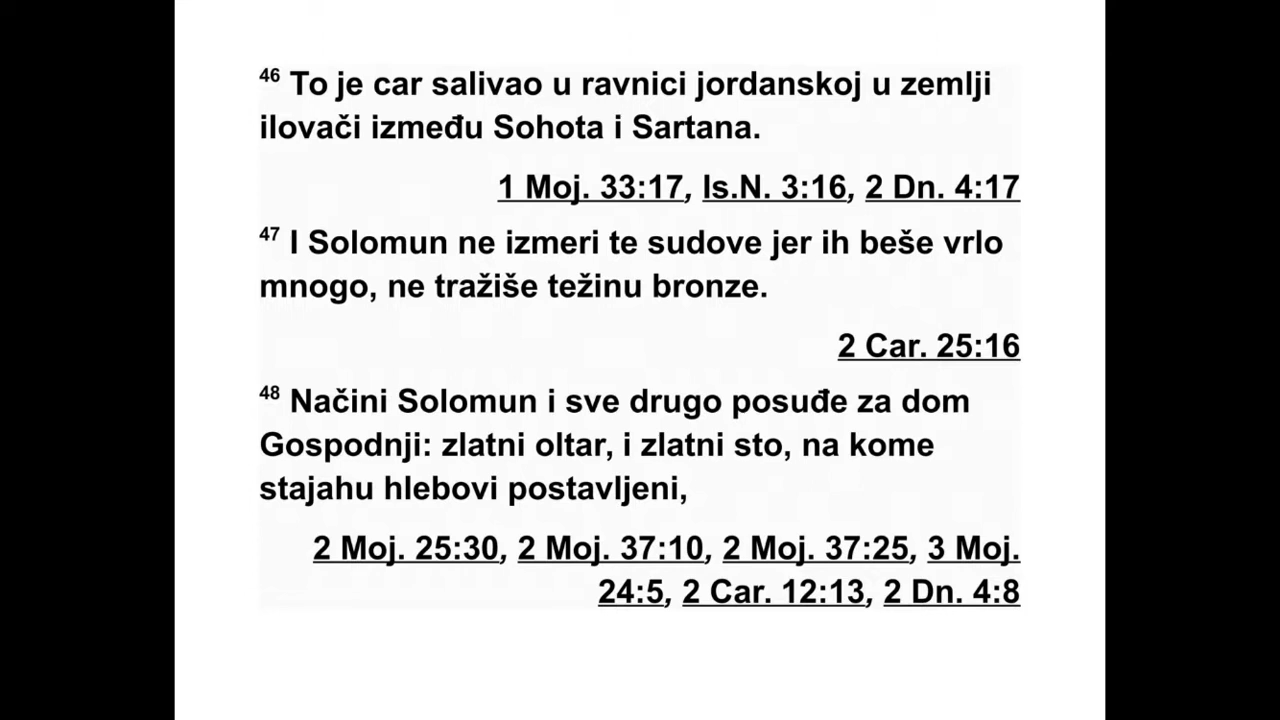 46 To je car salivao u ravnici jordanskoj u zemlji
ilovači između Sohota i Sartana.
1 Moj. 33:17, Is.N. 3:16, 2 Dn. 4:17
47 I Solomun ne izmeri te sudove jer ih beše vrlo
mnogo, ne tražiše težinu bronze.
2 Car. 25:16
48 Načini Solomun i sve drugo posuđe za dom
Gospodnji: zlatni oltar, i zlatni sto, na kome
stajahu hlebovi postavljeni,
2 Moj. 25:30, 2 Moj. 37:10, 2 Moj. 37:25, 3 Moj.
24:5, 2 Car. 12:13, 2 Dn. 4:8